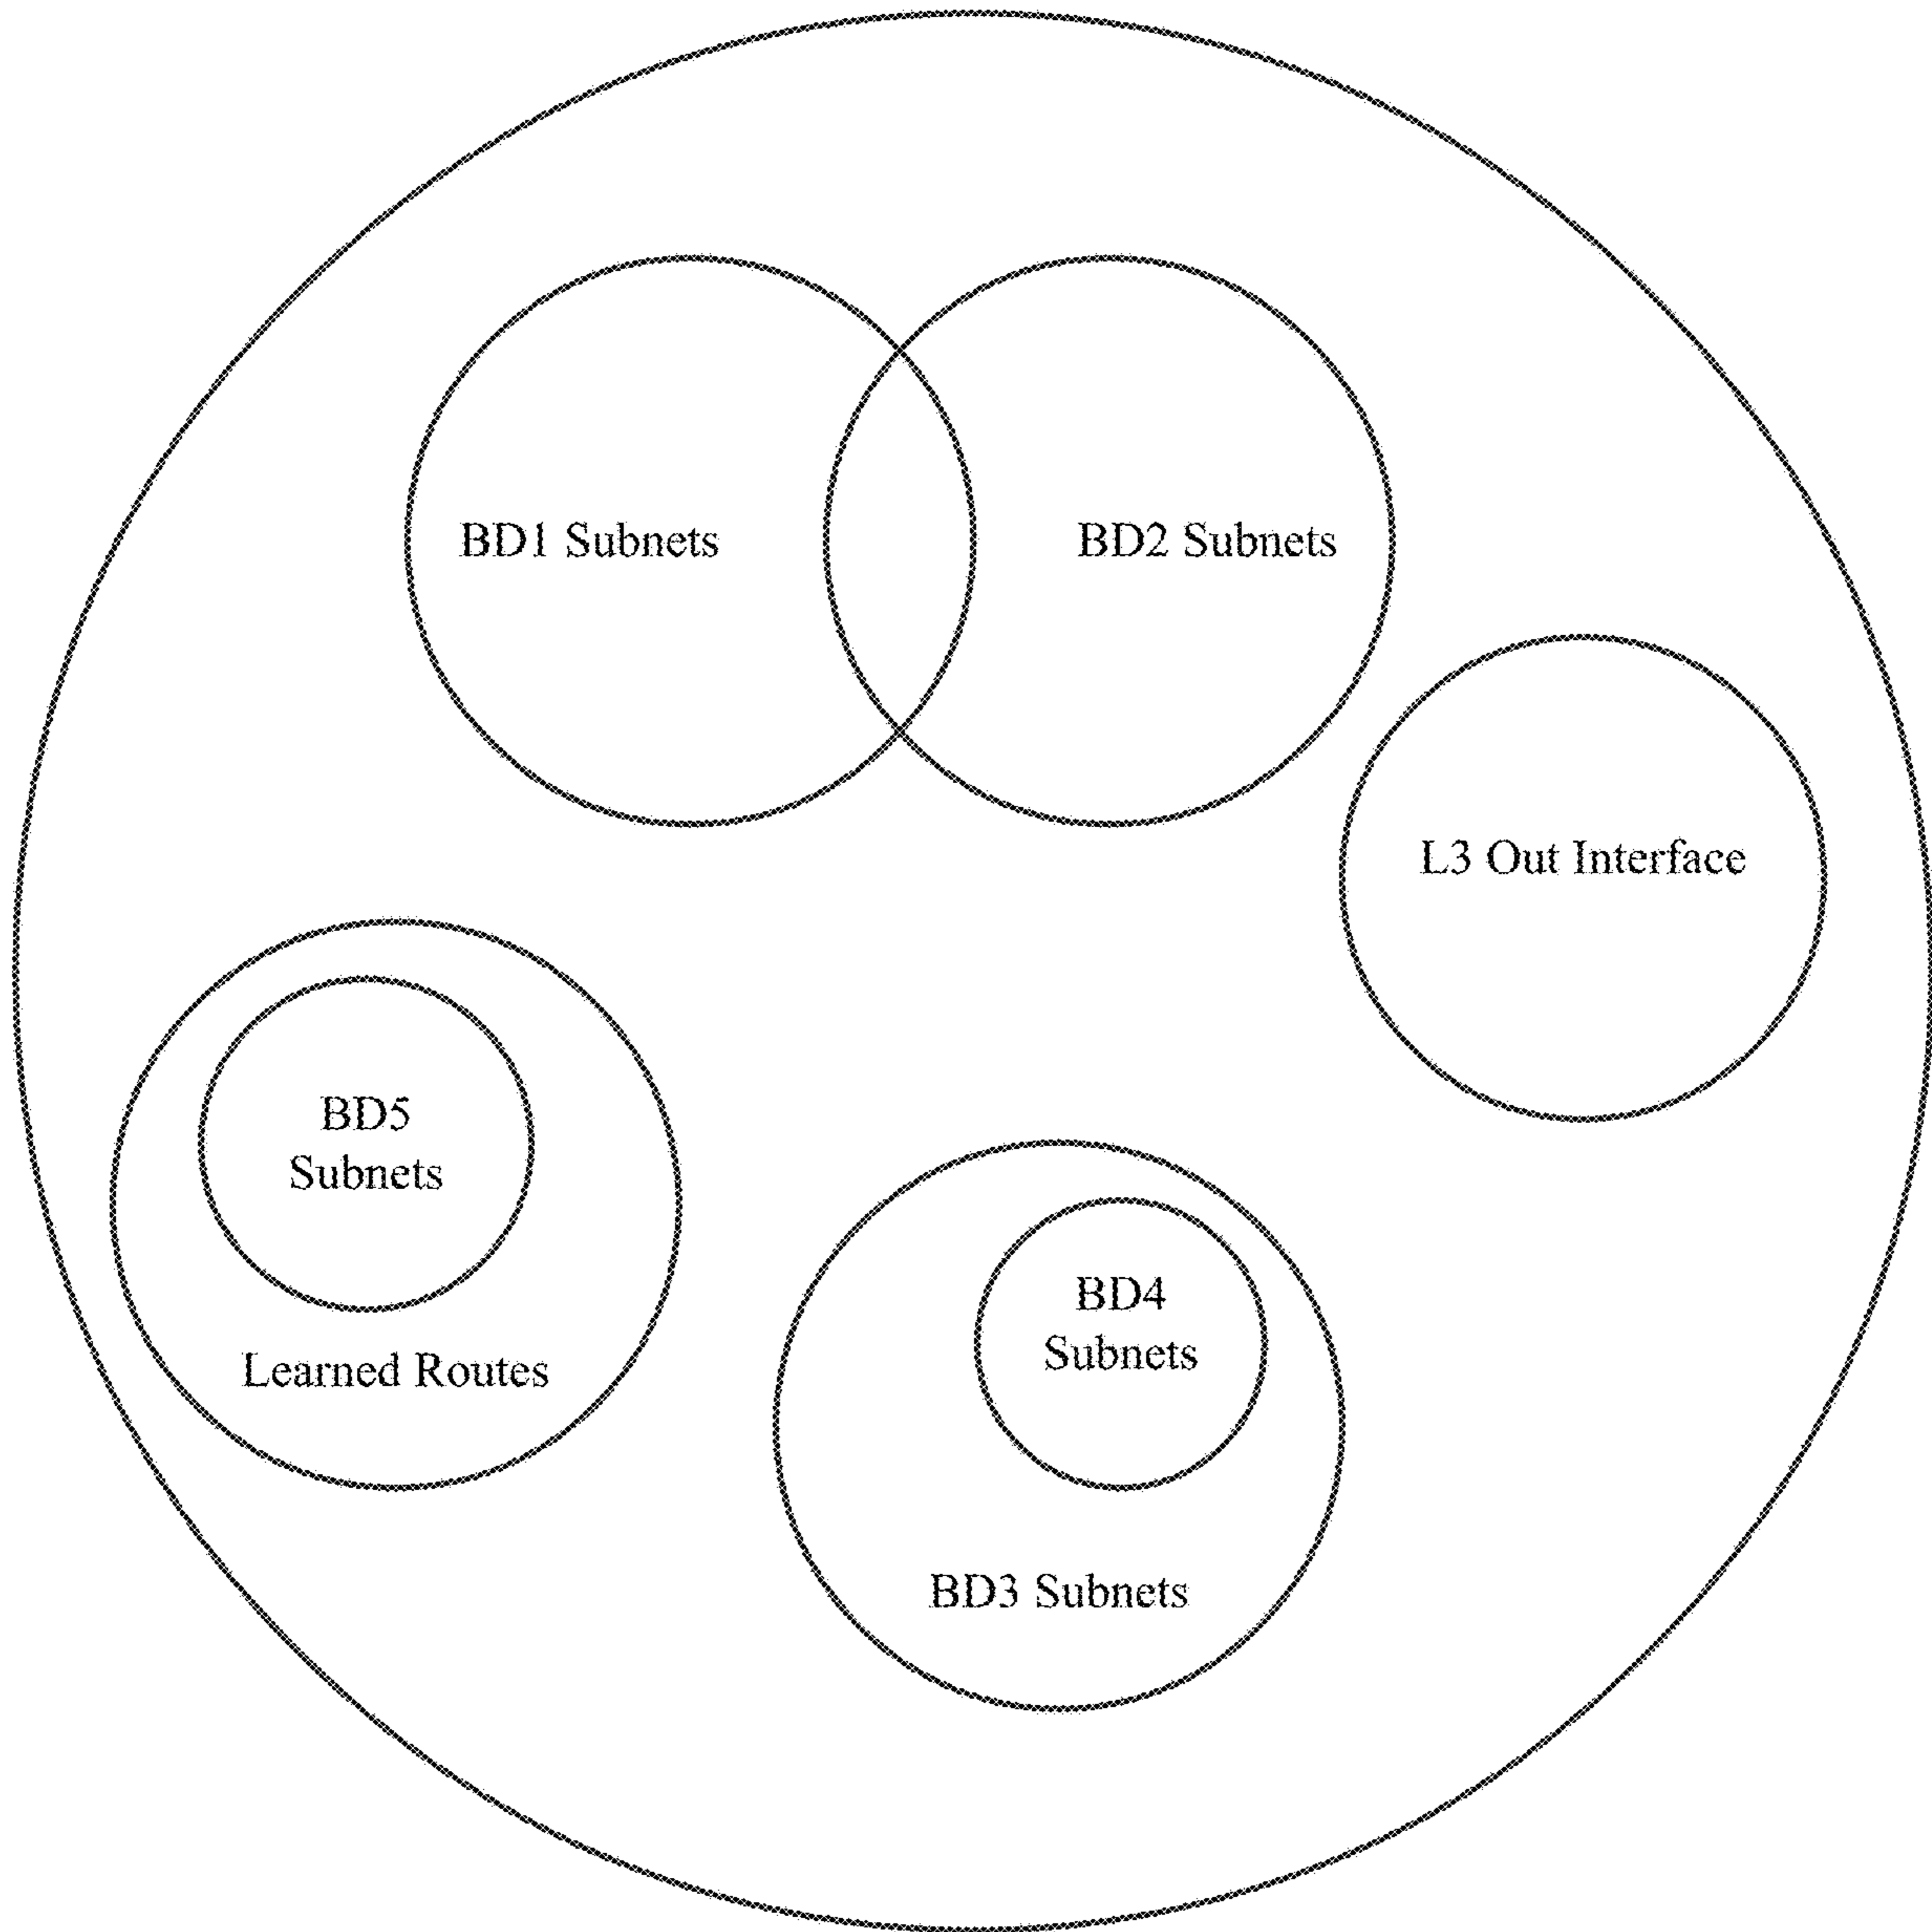 BD1 Subnets
BD2 Subnets
L3 Out Interface
BD5
Subnets
Learned Routes
BD4
Subnets
BD3 Subnets